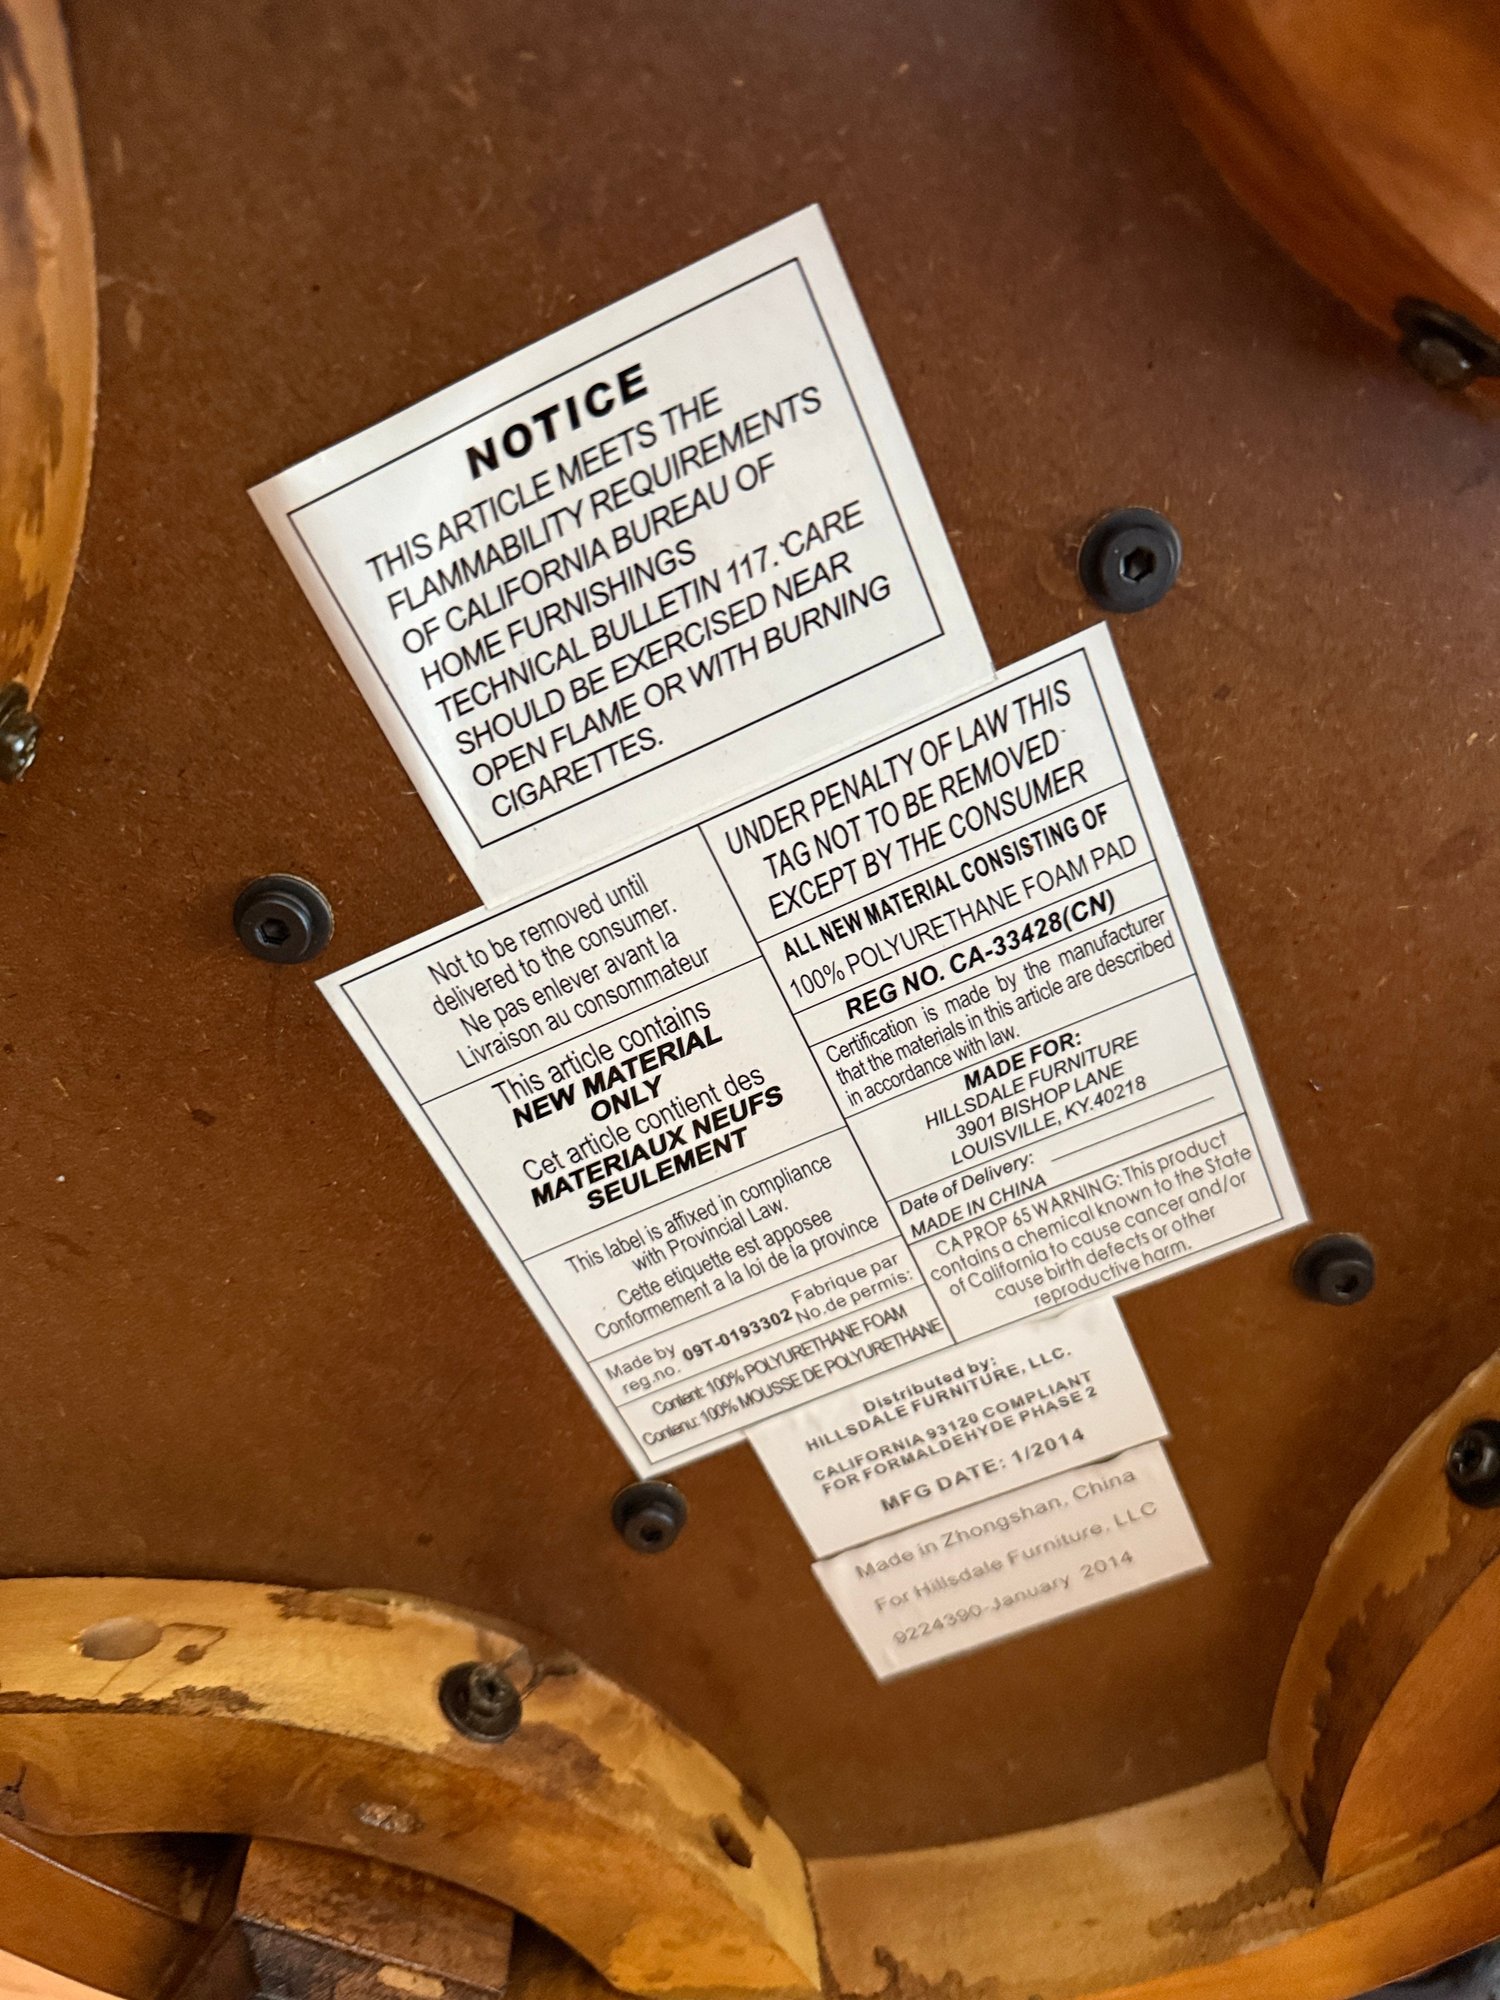 NOTICE
THIS ARTICLE MEETS THE
FLAMMABILITY REQUIREMENTS
OF CALIFORNIA BUREAU OF
HOME FURNISHINGS
TECHNICAL BULLETIN 117. CARE
SHOULD BE EXERCISED NEAR
OPEN FLAME OR WITH BURNING
CIGARETTES.
Not to be removed until
delivered to the consumer.
Ne pas enlever avant la
Livraison au consommateur
This article contains
NEW MATERIAL
ONLY
Cet article contient des
MATERIAUX NEUFS
SEULEMENT
This label is affixed in compliance
with Provincial Law.
Cette etiquette est apposee
Conformement a la loi de la province
Made by reg.no. 09T-0193302 Fabrique par No.de permis:
Content: 100% POLYURETHANE FOAM
Contenu: 100% MOUSSE DE POLYURETHANE
UNDER PENALTY OF LAW THIS
TAG NOT TO BE REMOVED
EXCEPT BY THE CONSUMER
ALL NEW MATERIAL CONSISTING OF
100% POLYURETHANE FOAM PAD
REG NO. CA-33428(CN)
Certification is made by the manufacturer
that the materials in this article are described
in accordance with law.
MADE FOR:
HILLSDALE FURNITURE
3901 BISHOP LANE
LOUISVILLE, KY.40218
Date of Delivery:
MADE IN CHINA
CA PROP 65 WARNING: This product
contains a chemical known to the State
of California to cause cancer and/or
cause birth defects or other
reproductive harm.
Distributed by:
HILLSDALE FURNITURE, LLC.
CALIFORNIA 93120 COMPLIANT
FOR FORMALDEHYDE PHASE 2
MFG DATE: 1/2014
Made in Zhongshan, China
For Hillsdale Furniture, LLC
9224390-January 2014